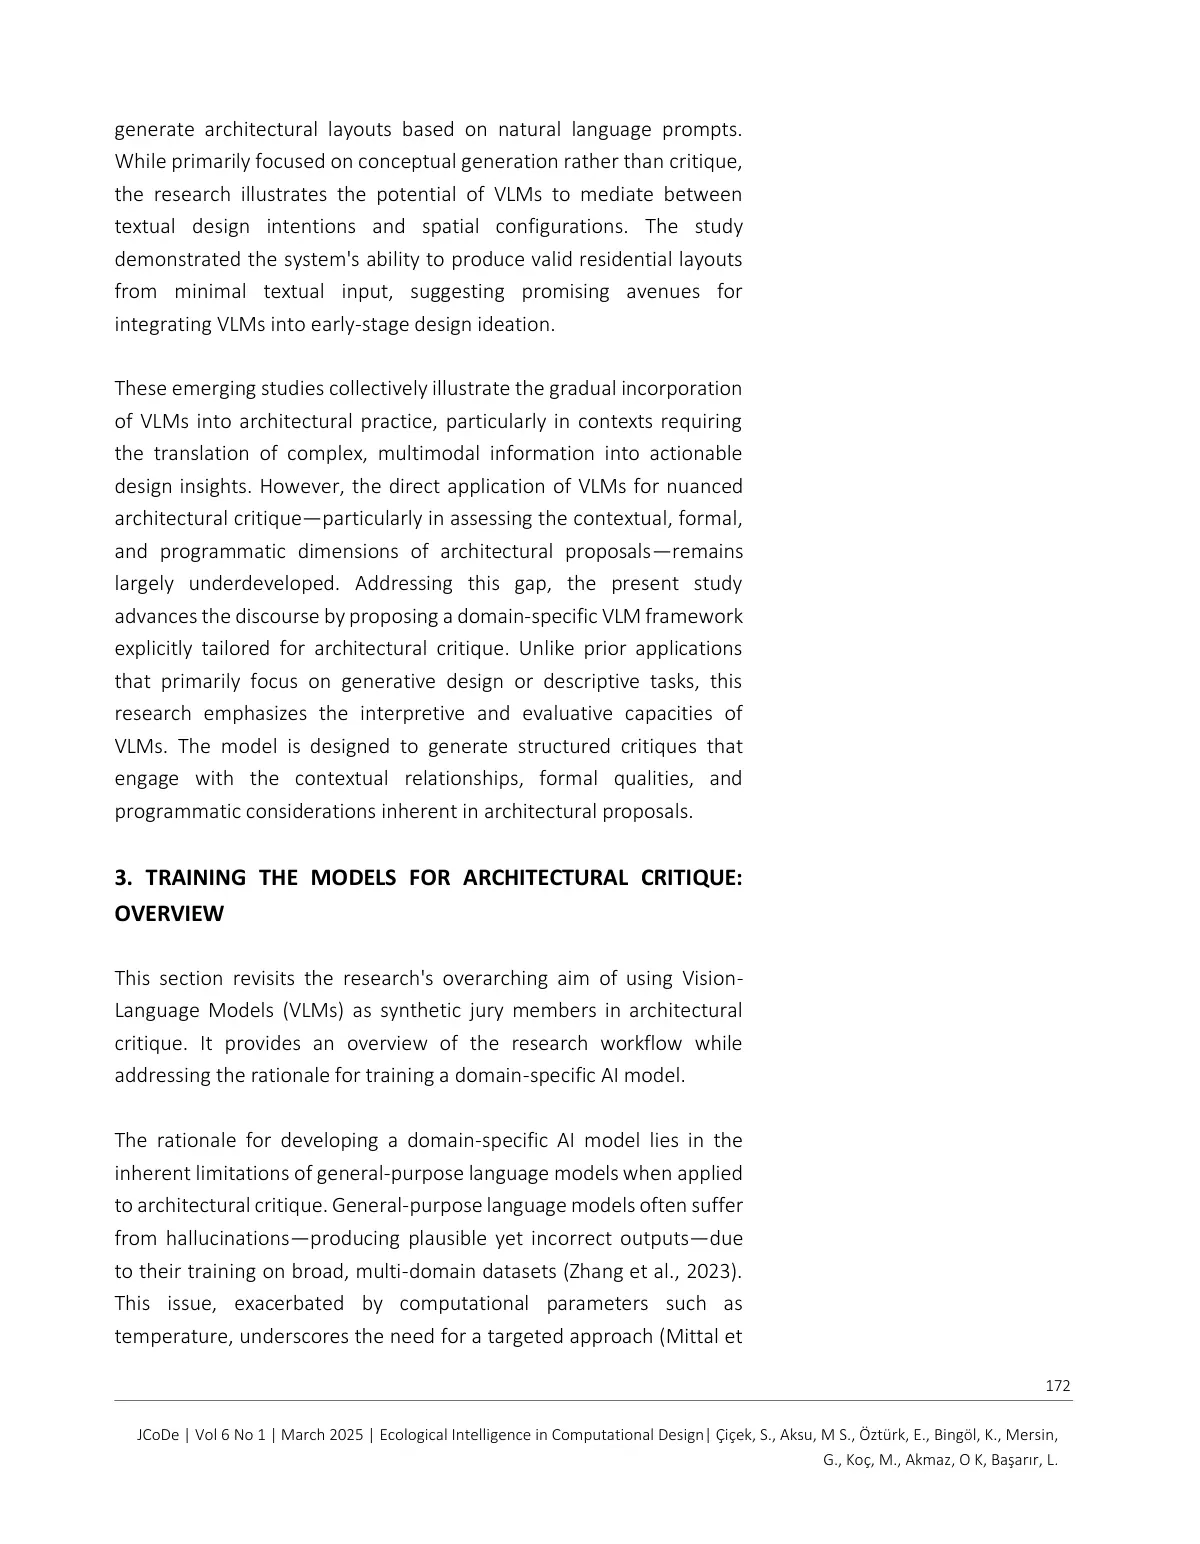 generate architectural layouts based on natural language prompts.
While primarily focused on conceptual generation rather than critique,
the research illustrates the potential of VLMs to mediate between
textual design intentions and spatial configurations. The study
demonstrated the system's ability to produce valid residential layouts
from minimal textual input, suggesting promising avenues for
integrating VLMs into early-stage design ideation.
These emerging studies collectively illustrate the gradual incorporation
of VLMs into architectural practice, particularly in contexts requiring
the translation of complex, multimodal information into actionable
design insights. However, the direct application of VLMs for nuanced
architectural critique—particularly in assessing the contextual, formal,
and programmatic dimensions of architectural proposals—remains
largely underdeveloped. Addressing this gap, the present study
advances the discourse by proposing a domain-specific VLM framework
explicitly tailored for architectural critique. Unlike prior applications
that primarily focus on generative design or descriptive tasks, this
research emphasizes the interpretive and evaluative capacities of
VLMs. The model is designed to generate structured critiques that
engage with the contextual relationships, formal qualities, and
programmatic considerations inherent in architectural proposals.
3. TRAINING THE MODELS FOR ARCHITECTURAL CRITIQUE:
OVERVIEW
This section revisits the research's overarching aim of using Vision-
Language Models (VLMs) as synthetic jury members in architectural
critique. It provides an overview of the research workflow while
addressing the rationale for training a domain-specific AI model.
The rationale for developing a domain-specific AI model lies in the
inherent limitations of general-purpose language models when applied
to architectural critique. General-purpose language models often suffer
from hallucinations—producing plausible yet incorrect outputs—due
to their training on broad, multi-domain datasets (Zhang et al., 2023).
This issue, exacerbated by computational parameters such as
temperature, underscores the need for a targeted approach (Mittal et
172
JCoDe | Vol 6 No 1 | March 2025 | Ecological Intelligence in Computational Design| Çiçek, S., Aksu, M S., Öztürk, E., Bingöl, K., Mersin,
G., Koç, M., Akmaz, O K, Başarır, L.